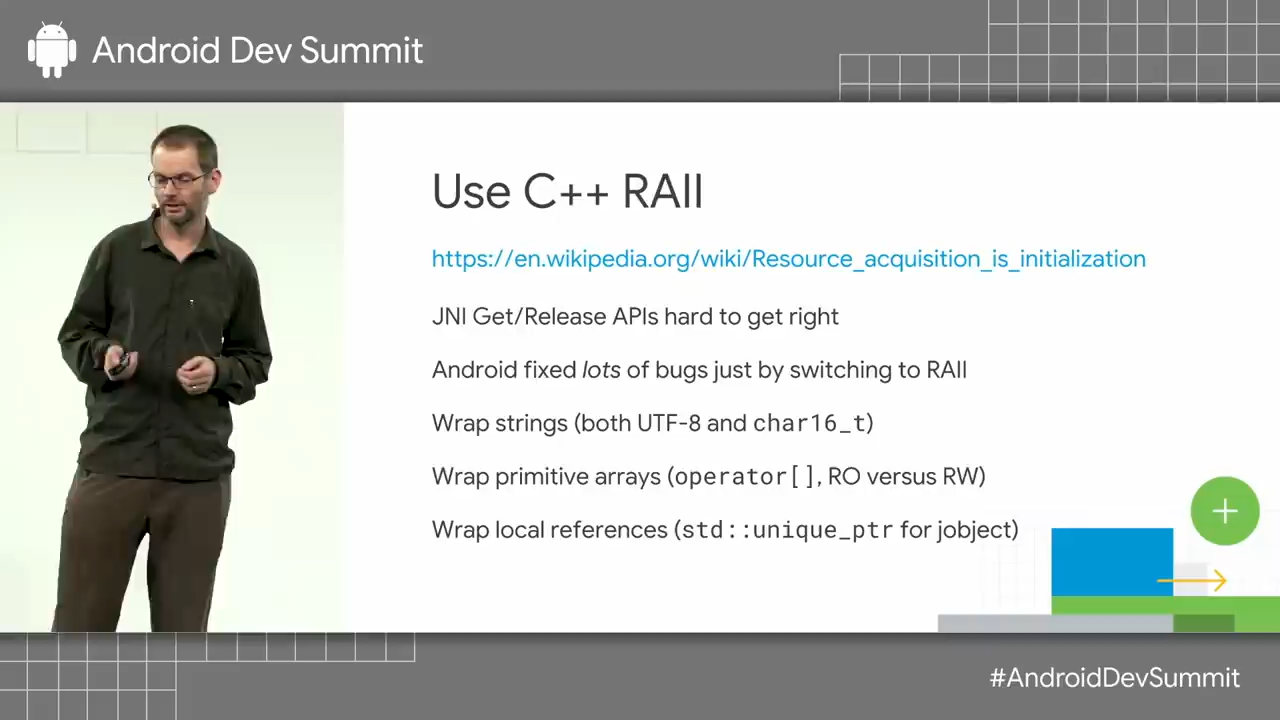 Android Dev Summit
Use C++ RAII
https://en.wikipedia.org/wiki/Resource_acquisition_is_initialization
JNI Get/Release APIs hard to get right
Android fixed lots of bugs just by switching to RAII
Wrap strings (both UTF-8 and char16_t)
Wrap primitive arrays (operator[], RO versus RW)
Wrap local references (std::unique_ptr for jobject)
#AndroidDevSummit